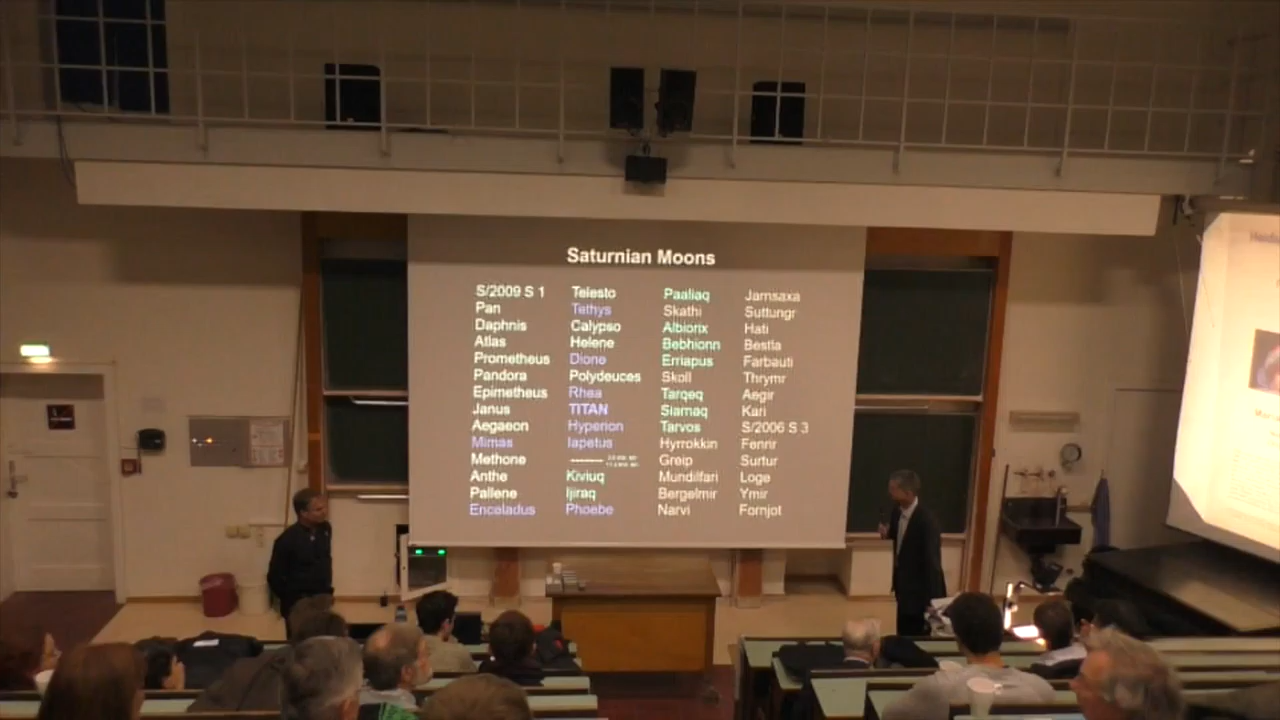 Saturnian Moons
S/2009 S 1 Telesto Paaliaq Jarnsaxa
Pan Tethys Skathi Suttungr
Daphnis Calypso Albiorix Hati
Atlas Helene Bebhionn Bestla
Prometheus Dione Erriapus Farbauti
Pandora Polydeuces Skoll Thrymr
Epimetheus Rhea Tarqeq Aegir
Janus TITAN Siarnaq Kari
Aegaeon Hyperion Tarvos S/2006 S 3
Mimas Iapetus Hyrrokkin Fenrir
Methone ---------- Greip Surtur
Anthe Kiviuq Mundilfari Loge
Pallene Ijiraq Bergelmir Ymir
Enceladus Phoebe Narvi Fornjot